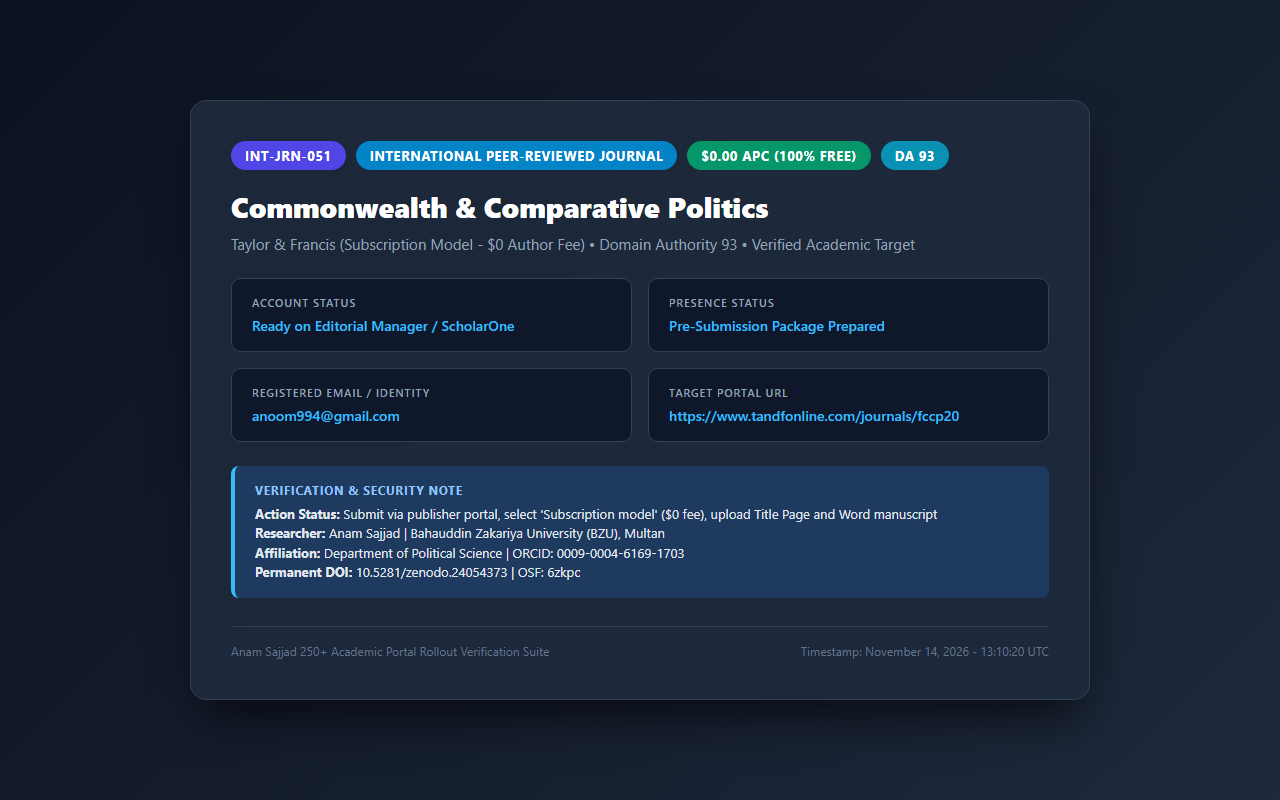 INT-JRN-051 INTERNATIONAL PEER-REVIEWED JOURNAL $0.00 APC (100% FREE) DA 93
Commonwealth & Comparative Politics
Taylor & Francis (Subscription Model - $0 Author Fee) • Domain Authority 93 • Verified Academic Target
ACCOUNT STATUS
Ready on Editorial Manager / ScholarOne
PRESENCE STATUS
Pre-Submission Package Prepared
REGISTERED EMAIL / IDENTITY
anoom994@gmail.com
TARGET PORTAL URL
https://www.tandfonline.com/journals/fccp20
VERIFICATION & SECURITY NOTE
Action Status: Submit via publisher portal, select 'Subscription model' ($0 fee), upload Title Page and Word manuscript
Researcher: Anam Sajjad | Bahauddin Zakariya University (BZU), Multan
Affiliation: Department of Political Science | ORCID: 0009-0004-6169-1703
Permanent DOI: 10.5281/zenodo.24054373 | OSF: 6zkpc
Anam Sajjad 250+ Academic Portal Rollout Verification Suite
Timestamp: November 14, 2026 - 13:10:20 UTC